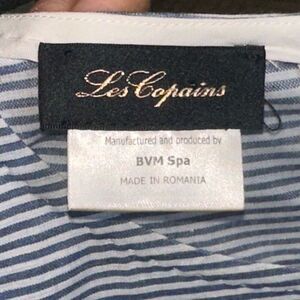 Les Copains
Manufactured and produced by
BVM Spa
MADE IN ROMANIA